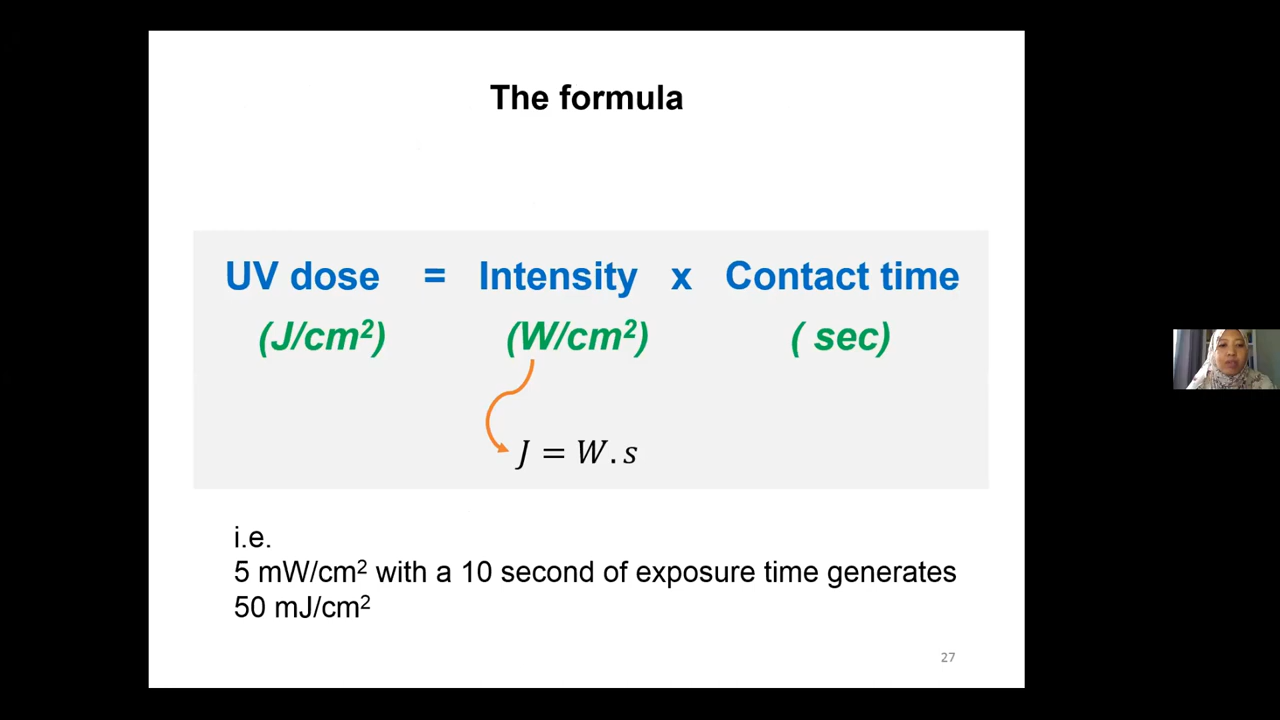 The formula
UV dose = Intensity x Contact time
(J/cm²) (W/cm²) ( sec)
J = W . s
i.e.
5 mW/cm² with a 10 second of exposure time generates
50 mJ/cm²
27